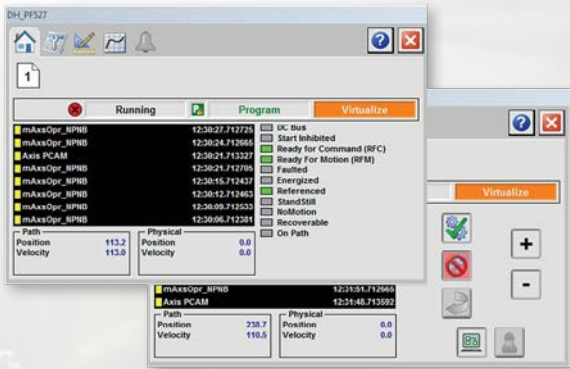 DH_PF527
?
1
Running Program Virtualize
mAxsOpr_NPNB 12:30:27.712725
mAxsOpr_NPNB 12:30:24.712665
Axis PCAM 12:30:21.713327
mAxsOpr_NPNB 12:30:21.712705
mAxsOpr_NPNB 12:30:15.712437
mAxsOpr_NPNB 12:30:12.712463
mAxsOpr_NPNB 12:30:09.712533
mAxsOpr_NPNB 12:30:06.712381
DC Bus
Start Inhibited
Ready for Command (RFC)
Ready For Motion (RFM)
Faulted
Energized
Referenced
StandStill
NoMotion
Recoverable
On Path
Path
Position 113.2
Velocity 113.0
Physical
Position 0.0
Velocity 0.0
?
Virtualize
+
-
mAxsOpr_NPNB 12:31:51.712665
Axis PCAM 12:31:48.713592
Path
Position 238.7
Velocity 110.5
Physical
Position 0.0
Velocity 0.0